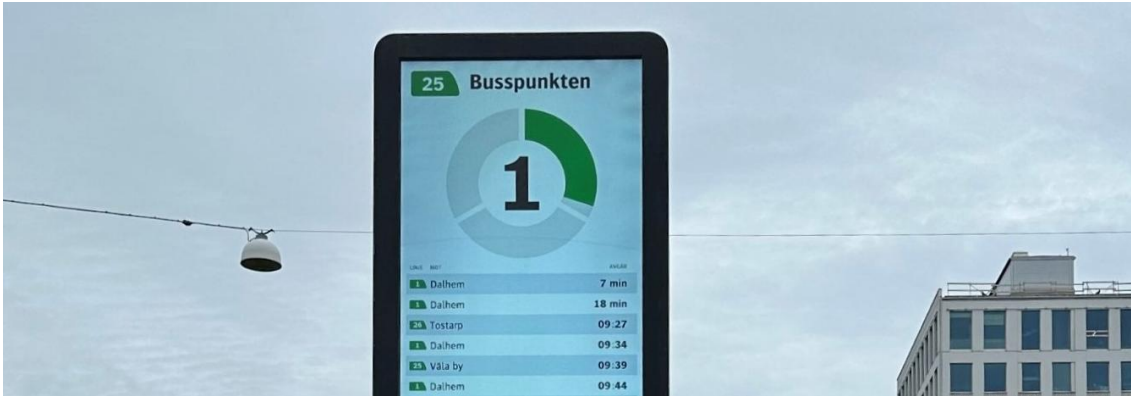 25 Busspunkten
1
LINJE MOT AVGÅR
1 Dalhem 7 min
1 Dalhem 18 min
26 Tostarp 09:27
1 Dalhem 09:34
25 Väla by 09:39
1 Dalhem 09:44